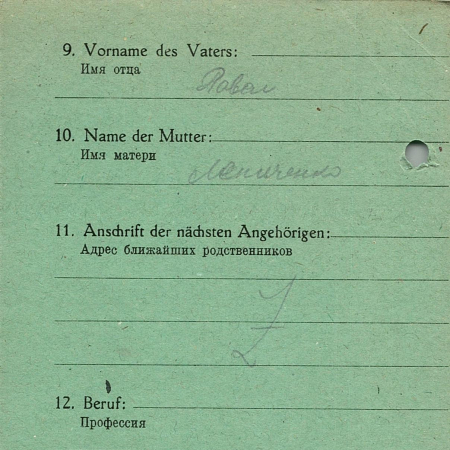 9. Vorname des Vaters:
Имя отца
Павел
10. Name der Mutter:
Имя матери
11. Anschrift der nächsten Angehörigen:
Адрес ближайших родственников
12. Beruf:
Профессия